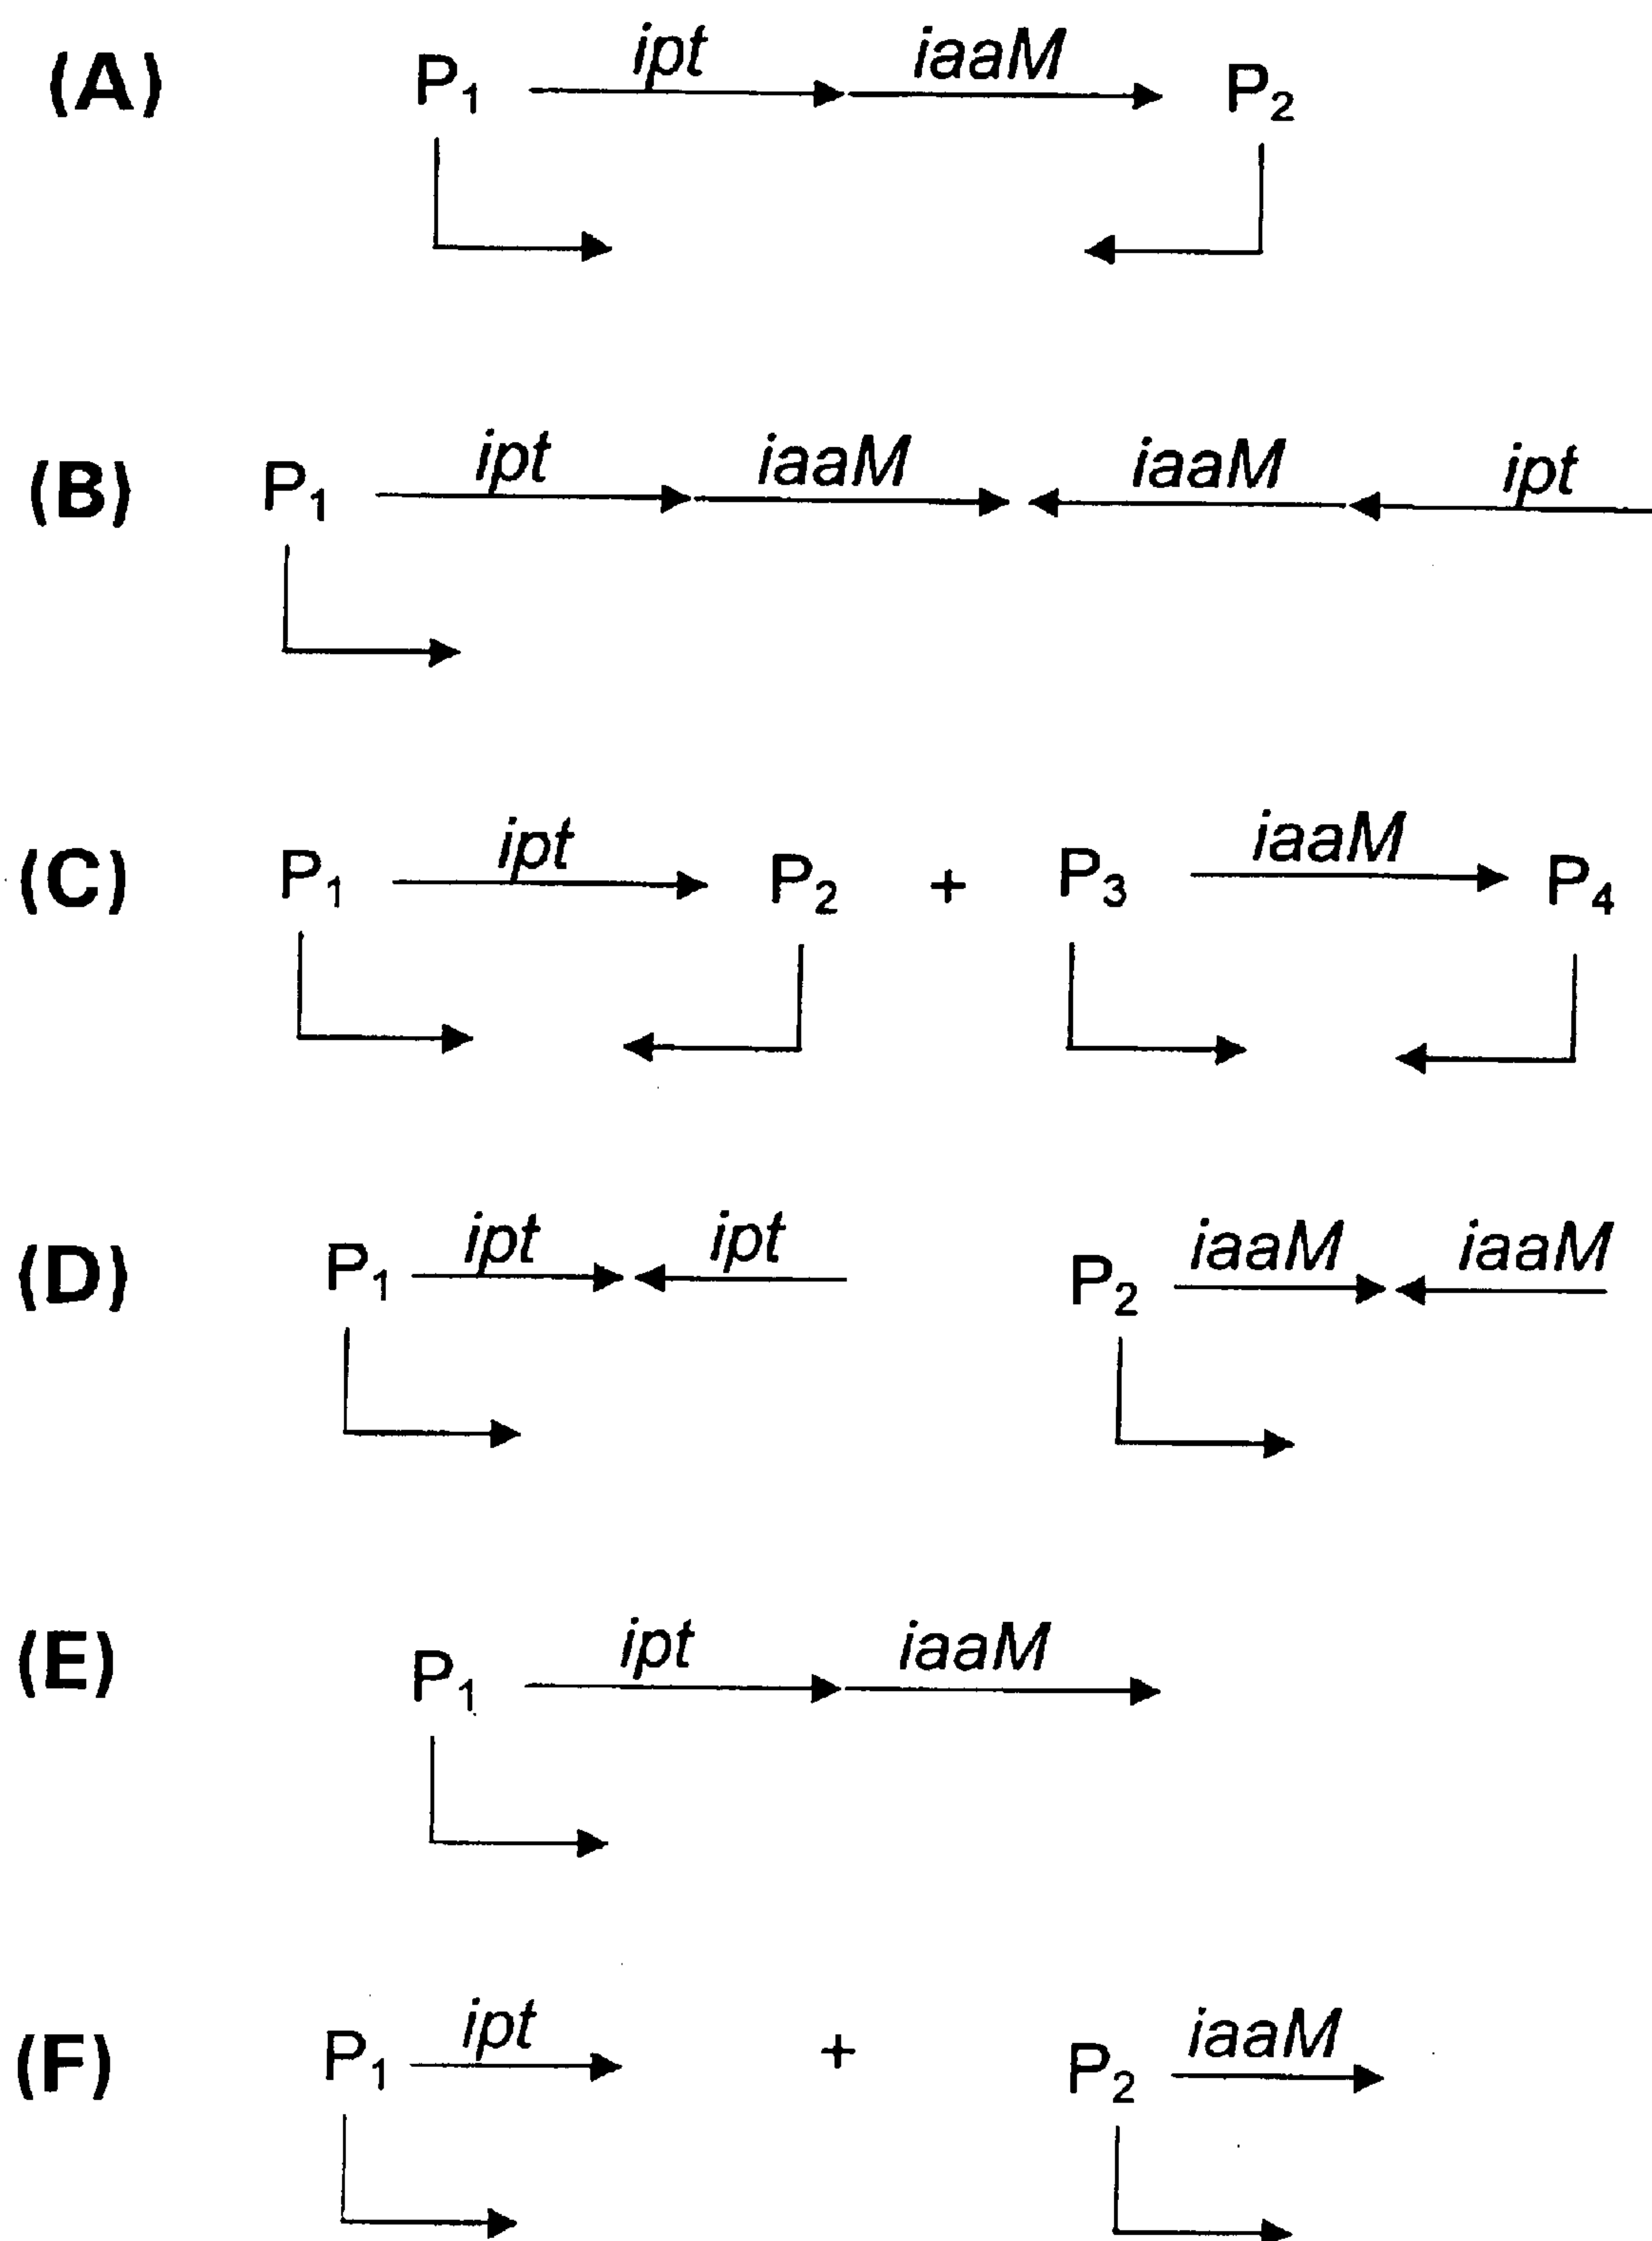 (A) P₁ ipt iaaM P₂
(B) P₁ ipt iaaM iaaM ipt
(C) P₁ ipt P₂ + P₃ iaaM P₄
(D) P₁ ipt ipt P₂ iaaM iaaM
(E) P₁ ipt iaaM
(F) P₁ ipt + P₂ iaaM